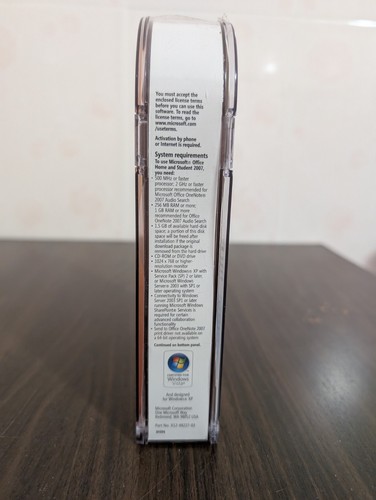 You must accept the
enclosed license terms
before you can use this
software. To read the
license terms, go to
www.microsoft.com
/useterms.
Activation by phone
or Internet is required.
System requirements
To use Microsoft® Office
Home and Student 2007,
you need:
• 500 MHz or faster
processor; 2 GHz or faster
processor recommended for
Microsoft Office OneNote®
2007 Audio Search
• 256 MB RAM or more;
1 GB RAM or more
recommended for Office
OneNote 2007 Audio Search
• 1.5 GB of available hard-disk
space; a portion of this disk
space will be freed after
installation if the original
download package is
removed from the hard drive
• CD-ROM or DVD drive
• 1024 x 768 or higher-
resolution monitor
• Microsoft Windows® XP with
Service Pack (SP) 2 or later,
or Microsoft Windows
Server® 2003 with SP1 or
later operating system
• Connectivity to Windows
Server 2003 SP1 or later
running Microsoft Windows
SharePoint® Services is
required for certain
advanced collaboration
functionality
• Send to Office OneNote 2007
print driver not available on
a 64-bit operating system
Continued on bottom panel.
Windows
Vista
And designed
for Windows® XP
Microsoft Corporation
One Microsoft Way
Redmond, WA 98052 USA
Part No.